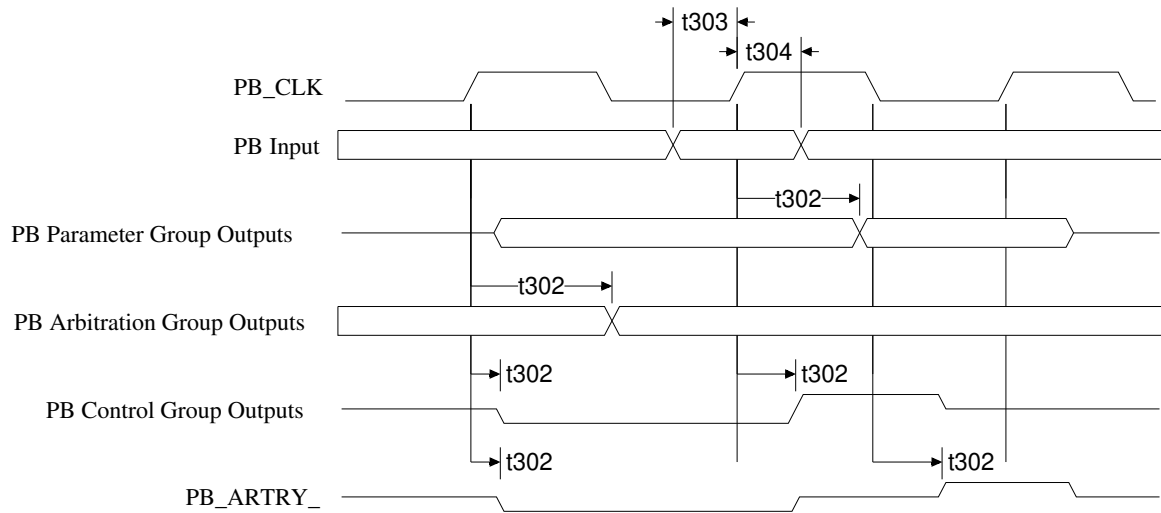 t303
t304
PB_CLK
PB Input
t302
PB Parameter Group Outputs
t302
PB Arbitration Group Outputs
t302
t302
PB Control Group Outputs
t302
t302
PB_ARTRY_